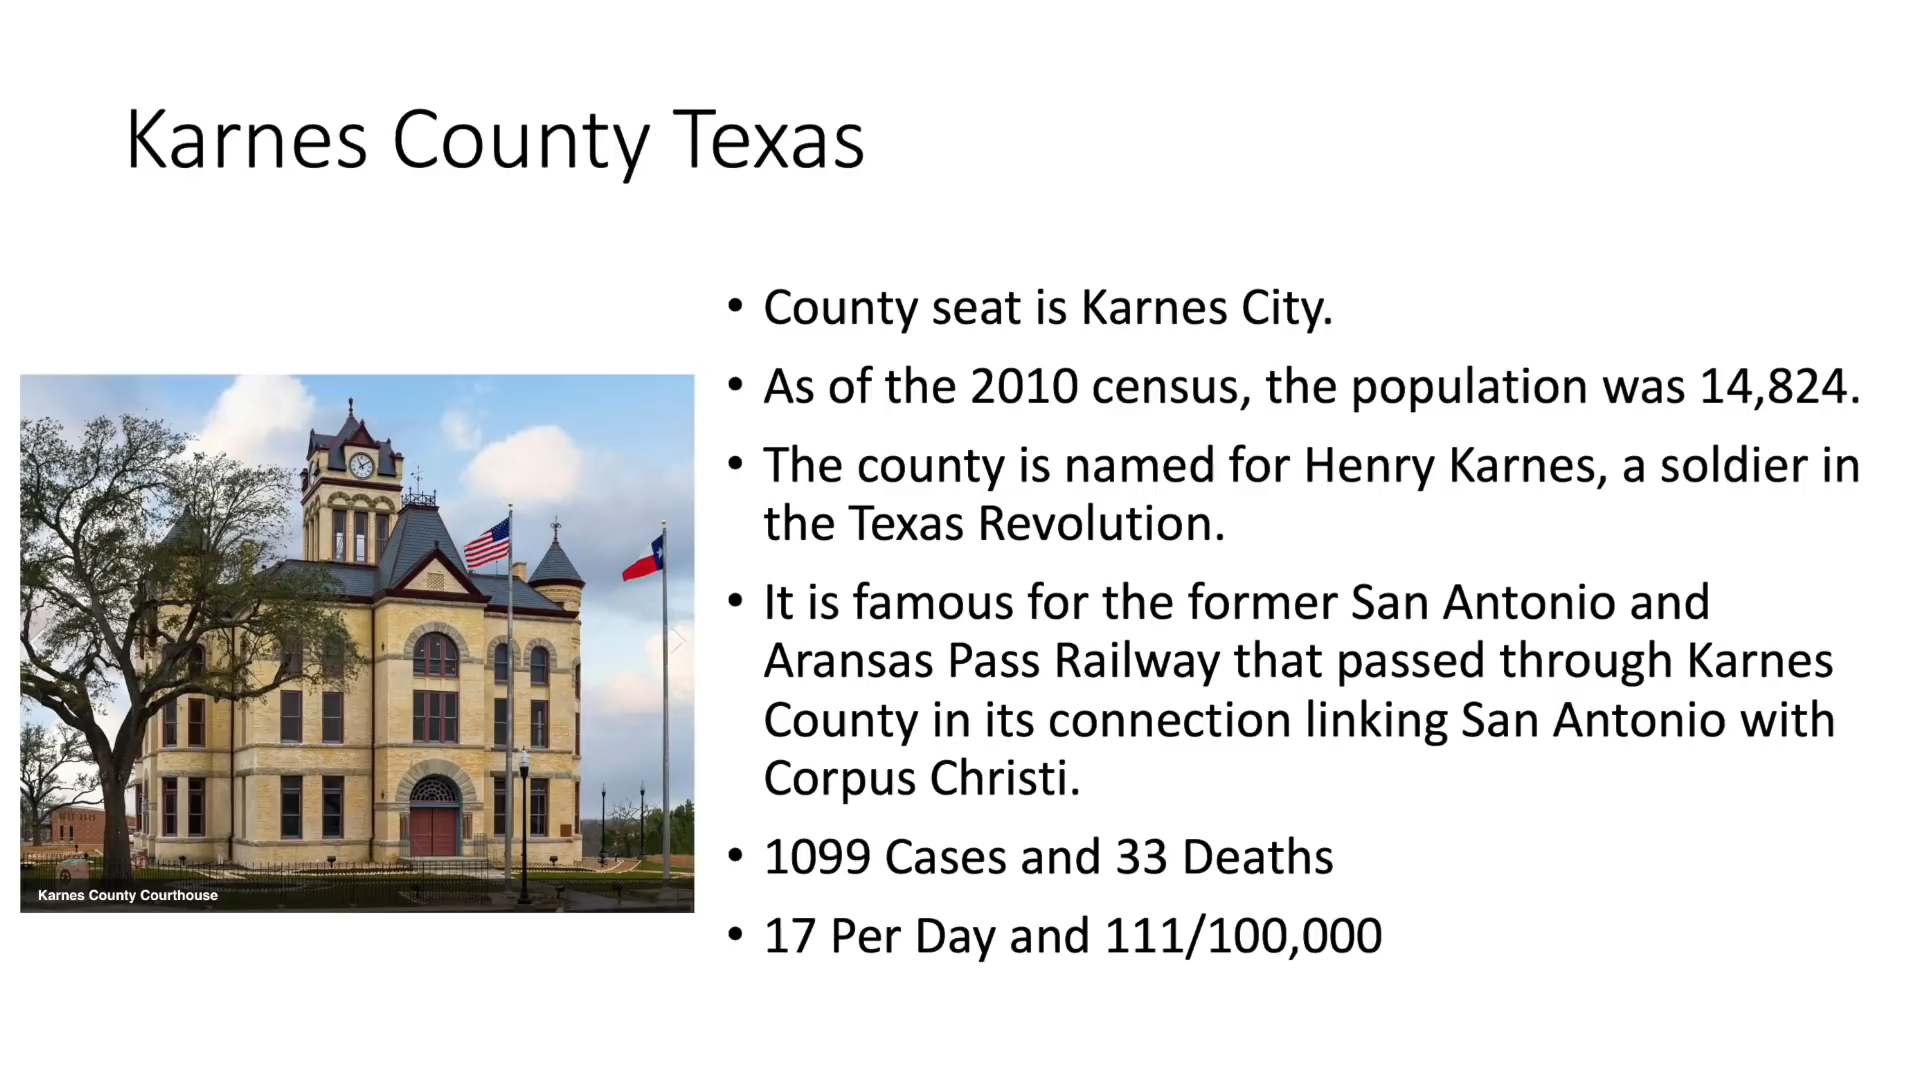 Karnes County Texas
• County seat is Karnes City.
• As of the 2010 census, the population was 14,824.
• The county is named for Henry Karnes, a soldier in
the Texas Revolution.
• It is famous for the former San Antonio and
Aransas Pass Railway that passed through Karnes
County in its connection linking San Antonio with
Corpus Christi.
• 1099 Cases and 33 Deaths
• 17 Per Day and 111/100,000
Karnes County Courthouse